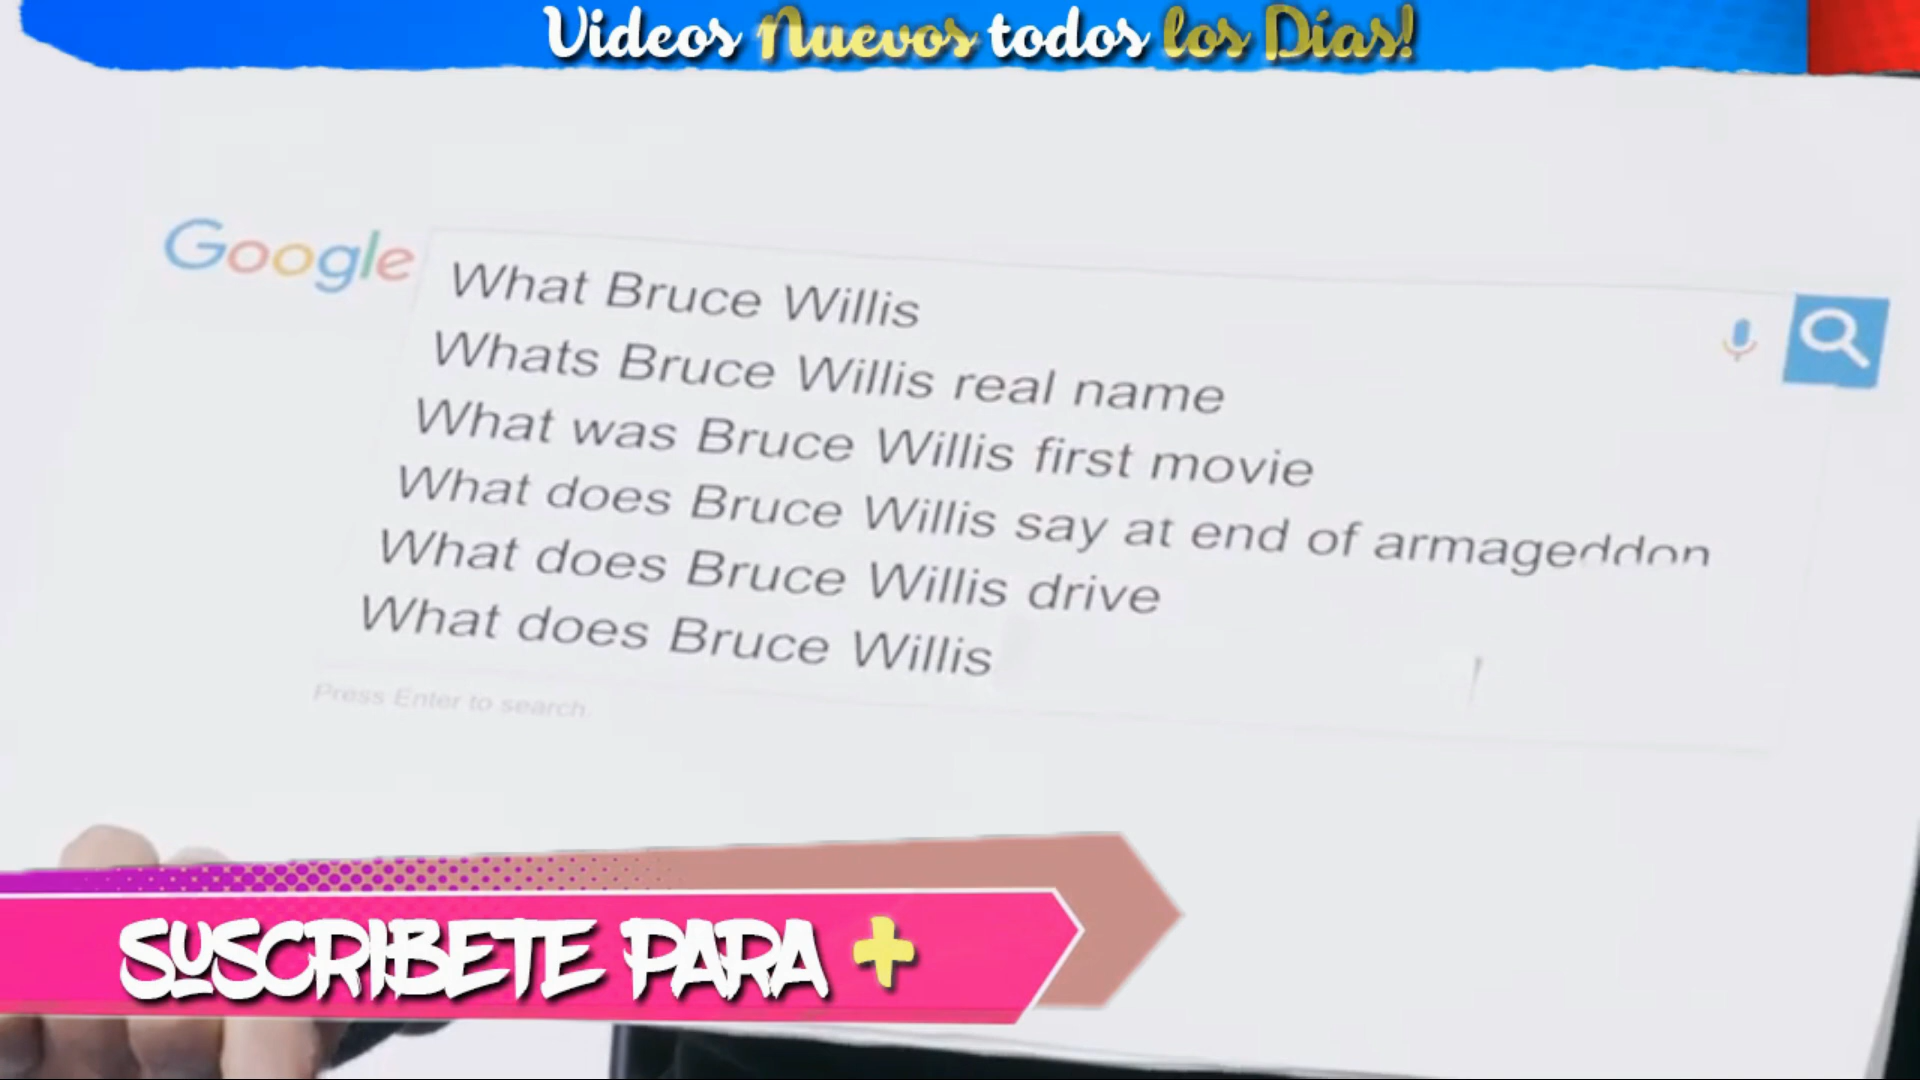 Videos Nuevos todos los Días!
Google
What Bruce Willis
Whats Bruce Willis real name
What was Bruce Willis first movie
What does Bruce Willis say at end of armageddon
What does Bruce Willis drive
What does Bruce Willis
Press Enter to search.
SUSCRIBETE PARA +